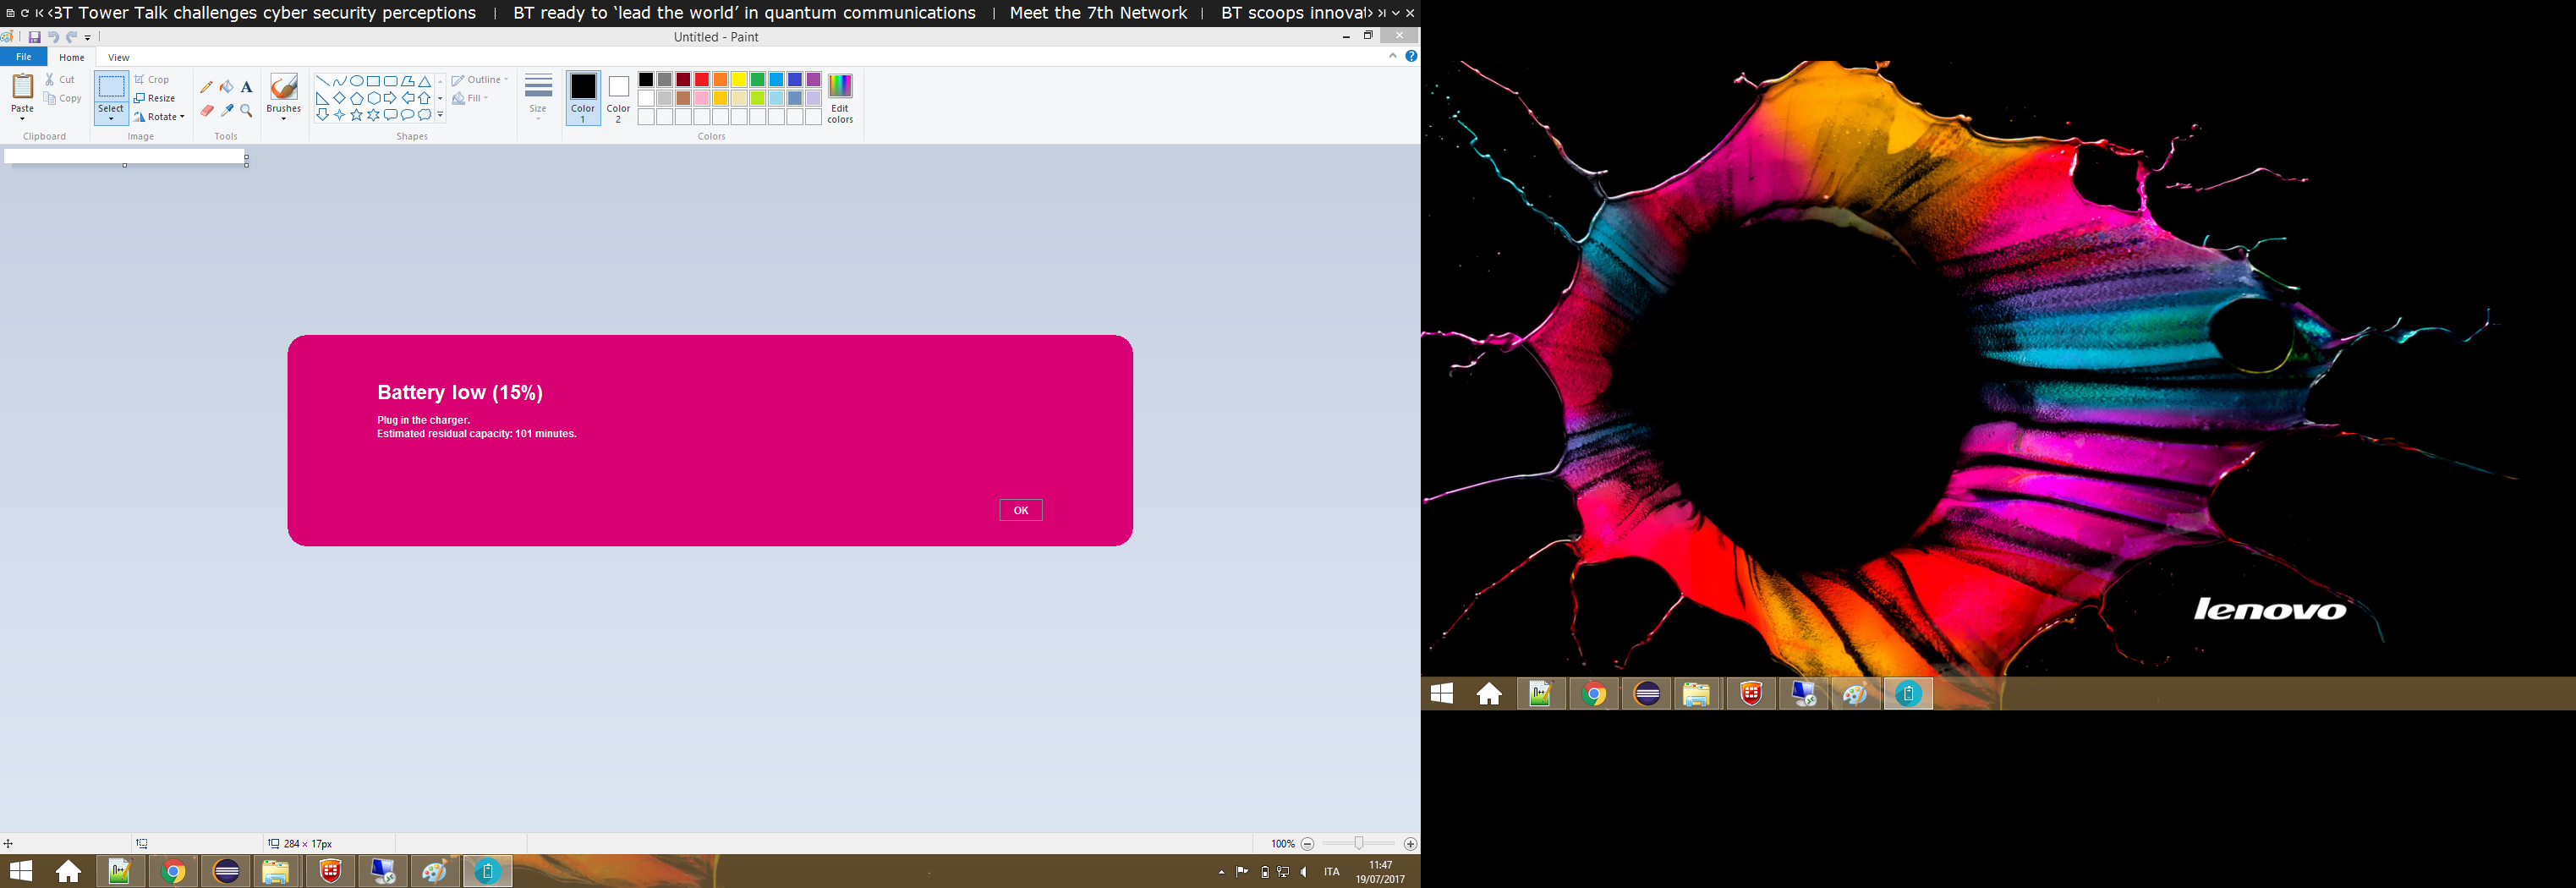 BT Tower Talk challenges cyber security perceptions | BT ready to ‘lead the world’ in quantum communications | Meet the 7th Network | BT scoops innovat
Untitled - Paint
File Home View
Paste
Cut
Copy
Clipboard
Select
Crop
Resize
Rotate
Image
A
Tools
Brushes
Shapes
Outline
Fill
Size
Color 1
Color 2
Edit colors
Colors
Battery low (15%)
Plug in the charger.
Estimated residual capacity: 101 minutes.
OK
lenovo
284 × 17px
100%
ITA
11:47
19/07/2017